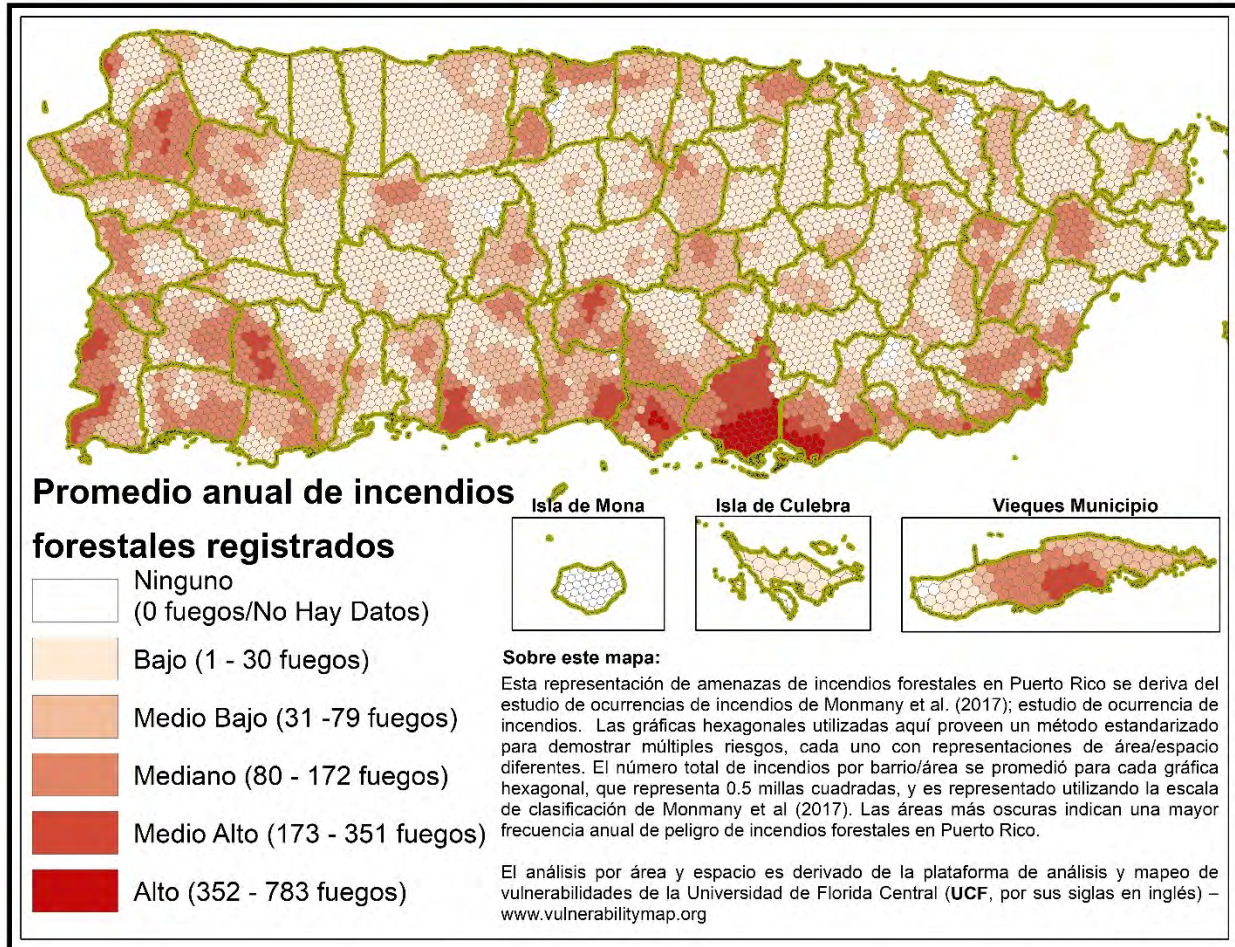 Promedio anual de incendios
forestales registrados
Ninguno
(0 fuegos/No Hay Datos)
Bajo (1 - 30 fuegos)
Medio Bajo (31 -79 fuegos)
Mediano (80 - 172 fuegos)
Medio Alto (173 - 351 fuegos)
Alto (352 - 783 fuegos)
Isla de Mona
Isla de Culebra
Vieques Municipio
Sobre este mapa:
Esta representación de amenazas de incendios forestales en Puerto Rico se deriva del
estudio de ocurrencias de incendios de Monmany et al. (2017); estudio de ocurrencia de
incendios. Las gráficas hexagonales utilizadas aquí proveen un método estandarizado
para demostrar múltiples riesgos, cada uno con representaciones de área/espacio
diferentes. El número total de incendios por barrio/área se promedió para cada gráfica
hexagonal, que representa 0.5 millas cuadradas, y es representado utilizando la escala
de clasificación de Monmany et al (2017). Las áreas más oscuras indican una mayor
frecuencia anual de peligro de incendios forestales en Puerto Rico.
El análisis por área y espacio es derivado de la plataforma de análisis y mapeo de
vulnerabilidades de la Universidad de Florida Central (UCF, por sus siglas en inglés) –
www.vulnerabilitymap.org